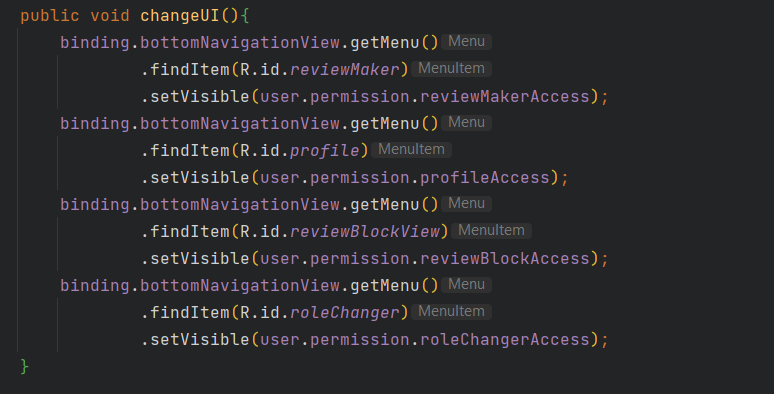 public void changeUI(){
binding.bottomNavigationView.getMenu() Menu
.findItem(R.id.reviewMaker) MenuItem
.setVisible(user.permission.reviewMakerAccess);
binding.bottomNavigationView.getMenu() Menu
.findItem(R.id.profile) MenuItem
.setVisible(user.permission.profileAccess);
binding.bottomNavigationView.getMenu() Menu
.findItem(R.id.reviewBlockView) MenuItem
.setVisible(user.permission.reviewBlockAccess);
binding.bottomNavigationView.getMenu() Menu
.findItem(R.id.roleChanger) MenuItem
.setVisible(user.permission.roleChangerAccess);
}